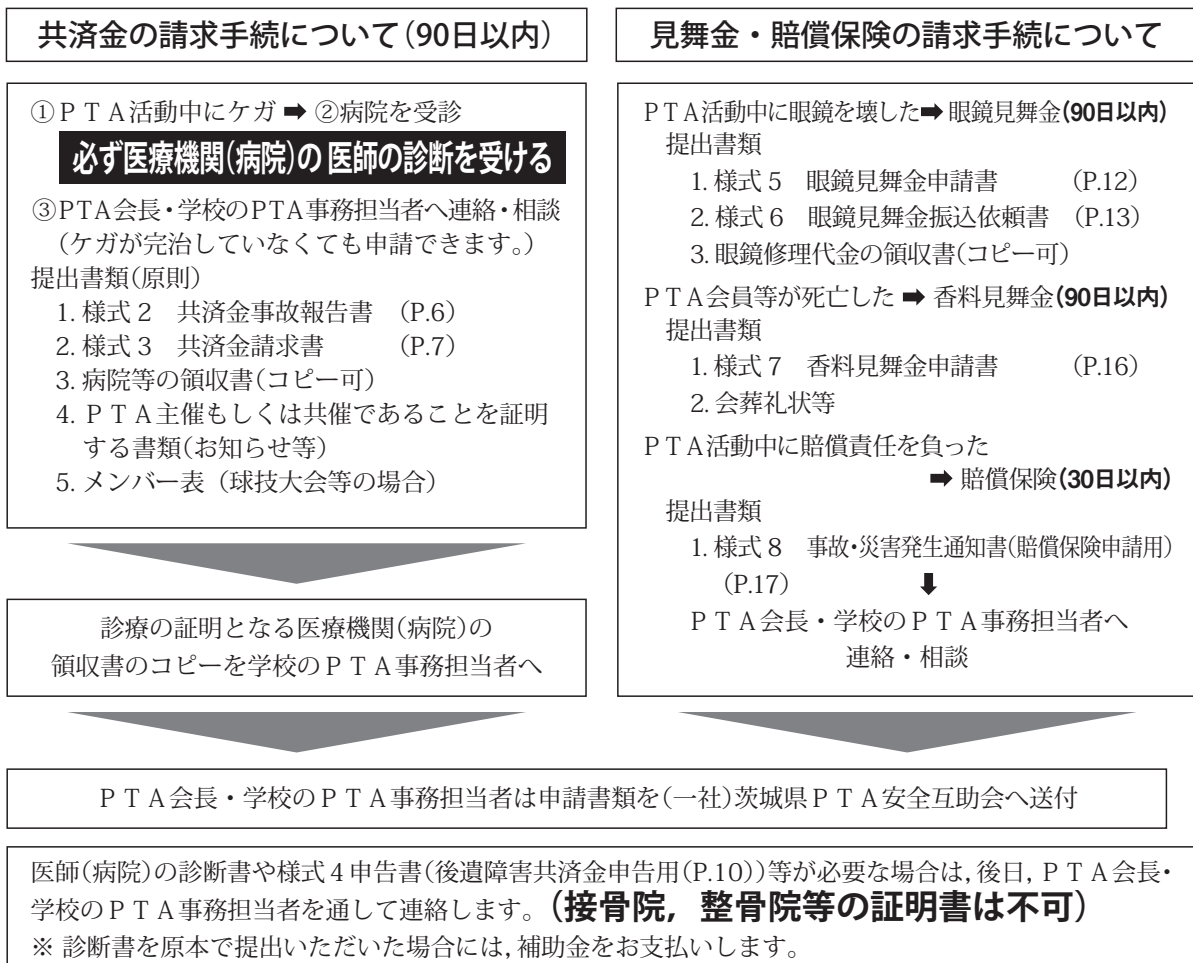 共済金の請求手続について(90日以内)
①PTA活動中にケガ ➡ ②病院を受診
必ず医療機関(病院)の 医師の診断を受ける
③PTA会長・学校のPTA事務担当者へ連絡・相談
(ケガが完治していなくても申請できます。)
提出書類(原則)
1. 様式2 共済金事故報告書 (P.6)
2. 様式3 共済金請求書 (P.7)
3. 病院等の領収書(コピー可)
4. PTA主催もしくは共催であることを証明
する書類(お知らせ等)
5. メンバー表(球技大会等の場合)
診療の証明となる医療機関(病院)の
領収書のコピーを学校のPTA事務担当者へ
見舞金・賠償保険の請求手続について
PTA活動中に眼鏡を壊した➡ 眼鏡見舞金(90日以内)
提出書類
1. 様式5 眼鏡見舞金申請書 (P.12)
2. 様式6 眼鏡見舞金振込依頼書 (P.13)
3. 眼鏡修理代金の領収書(コピー可)
PTA会員等が死亡した ➡ 香料見舞金(90日以内)
提出書類
1. 様式7 香料見舞金申請書 (P.16)
2. 会葬礼状等
PTA活動中に賠償責任を負った
➡ 賠償保険(30日以内)
提出書類
1. 様式8 事故・災害発生通知書(賠償保険申請用)
(P.17) ⬇
PTA会長・学校のPTA事務担当者へ
連絡・相談
PTA会長・学校のPTA事務担当者は申請書類を(一社)茨城県PTA安全互助会へ送付
医師(病院)の診断書や様式4申告書(後遺障害共済金申告用(P.10))等が必要な場合は,後日,PTA会長・
学校のPTA事務担当者を通して連絡します。(接骨院,整骨院等の証明書は不可)
※ 診断書を原本で提出いただいた場合には,補助金をお支払いします。